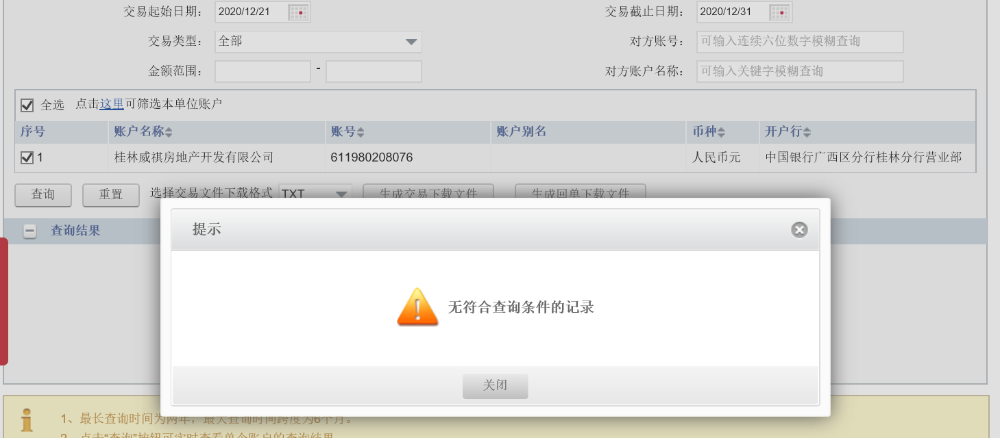 交易起始日期: 2020/12/21 交易截止日期: 2020/12/31
交易类型: 全部 对方账号: 可输入连续六位数字模糊查询
金额范围: - 对方账户名称: 可输入关键字模糊查询
全选 点击这里可筛选本单位账户
序号 账户名称 账号 账户别名 币种 开户行
1 桂林威祺房地产开发有限公司 611980208076 人民币元 中国银行广西区分行桂林分行营业部
查询 重置 选择交易文件下载格式 TXT 生成交易下载文件 生成回单下载文件
查询结果
提示
无符合查询条件的记录
关闭
1、最长查询时间为两年，最大查询时间跨度为6个月。
2、点击“查询”按钮可实时查看单个账户的查询结果